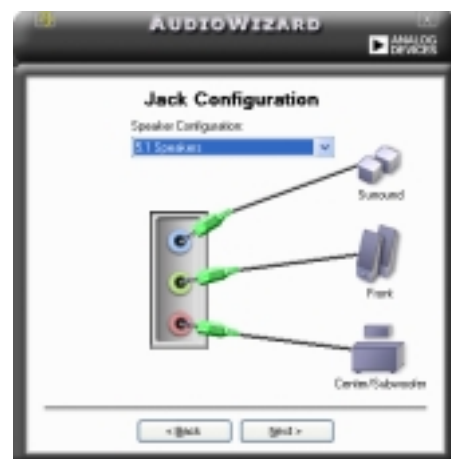 AUDIOWIZARD
ANALOG
DEVICES
Jack Configuration
Speaker Configuration:
5.1 Speakers
Surround
Front
Center/Subwoofer
< Back
Next >